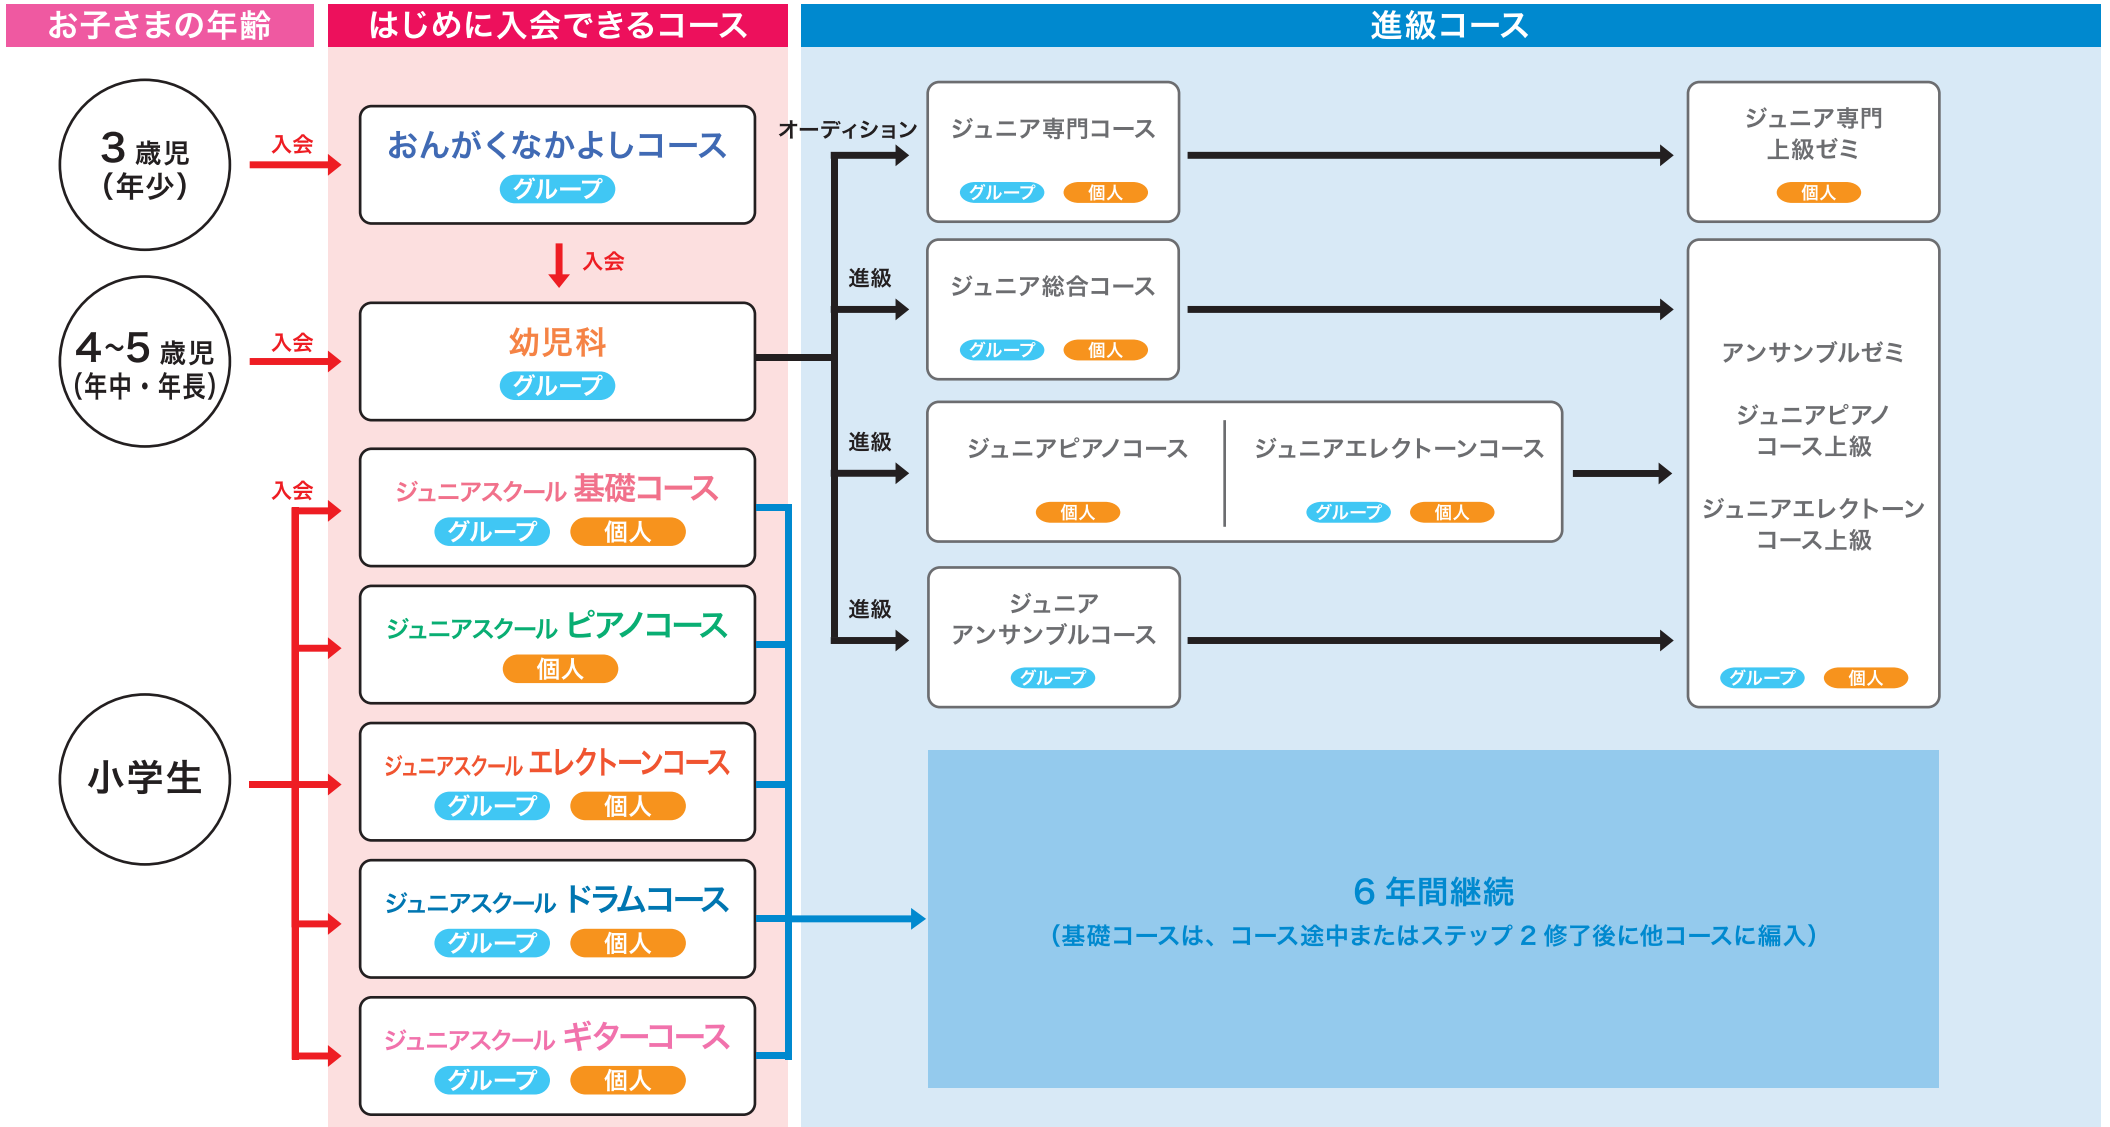 お子さまの年齢
はじめに入会できるコース
進級コース
3 歳児
(年少)
入会
おんがくなかよしコース
グループ
入会
4~5 歳児
(年中・年長)
入会
幼児科
グループ
小学生
入会
ジュニアスクール 基礎コース
グループ
個人
ジュニアスクール ピアノコース
個人
ジュニアスクール エレクトーンコース
グループ
個人
ジュニアスクール ドラムコース
グループ
個人
ジュニアスクール ギターコース
グループ
個人
オーディション
ジュニア専門コース
グループ
個人
ジュニア専門
上級ゼミ
個人
進級
ジュニア総合コース
グループ
個人
進級
ジュニアピアノコース
個人
ジュニアエレクトーンコース
グループ
個人
進級
ジュニア
アンサンブルコース
グループ
アンサンブルゼミ
ジュニアピアノ
コース上級
ジュニアエレクトーン
コース上級
グループ
個人
6 年間継続
(基礎コースは、コース途中またはステップ 2 修了後に他コースに編入)